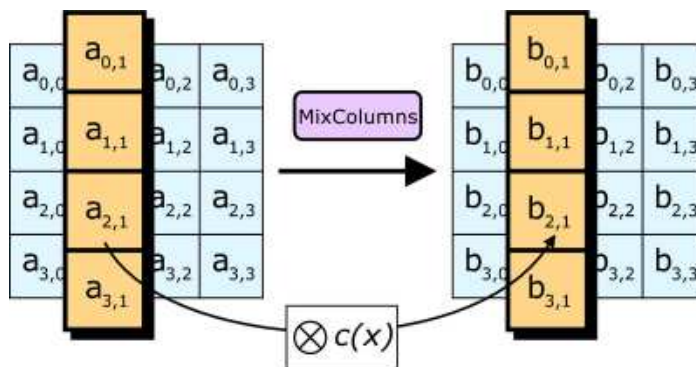 a0,0 a0,1 a0,2 a0,3
a1,0 a1,1 a1,2 a1,3
a2,0 a2,1 a2,2 a2,3
a3,0 a3,1 a3,2 a3,3
MixColumns
b0,0 b0,1 b0,2 b0,3
b1,0 b1,1 b1,2 b1,3
b2,0 b2,1 b2,2 b2,3
b3,0 b3,1 b3,2 b3,3
⊗ c(x)